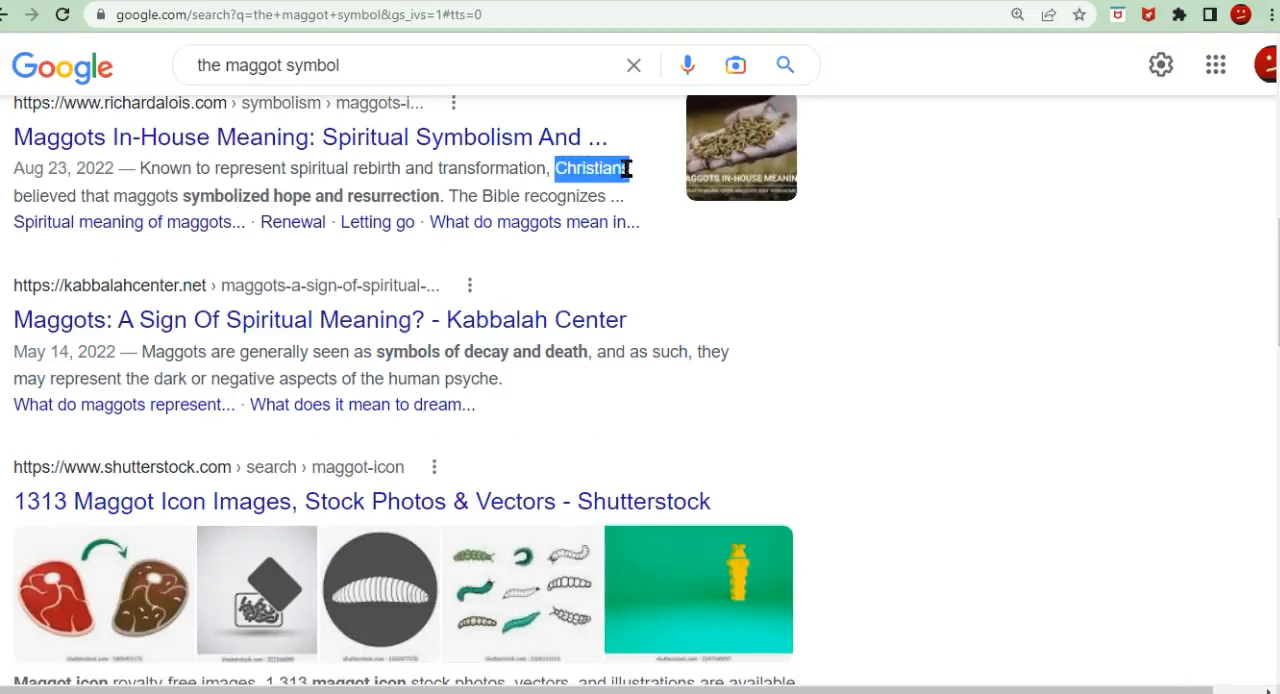 google.com/search?q=the+maggot+symbol&gs_ivs=1#tts=0
Google
the maggot symbol
https://www.richardalois.com › symbolism › maggots-i...
Maggots In-House Meaning: Spiritual Symbolism And ...
Aug 23, 2022 — Known to represent spiritual rebirth and transformation, Christians
believed that maggots symbolized hope and resurrection. The Bible recognizes ...
Spiritual meaning of maggots... · Renewal · Letting go · What do maggots mean in...
AGGOTS IN-HOUSE MEANIN
https://kabbalahcenter.net › maggots-a-sign-of-spiritual-...
Maggots: A Sign Of Spiritual Meaning? - Kabbalah Center
May 14, 2022 — Maggots are generally seen as symbols of decay and death, and as such, they
may represent the dark or negative aspects of the human psyche.
What do maggots represent... · What does it mean to dream...
https://www.shutterstock.com › search › maggot-icon
1313 Maggot Icon Images, Stock Photos & Vectors - Shutterstock
Maggot icon royalty-free images. 1 313 maggot icon stock photos, vectors, and illustrations are available